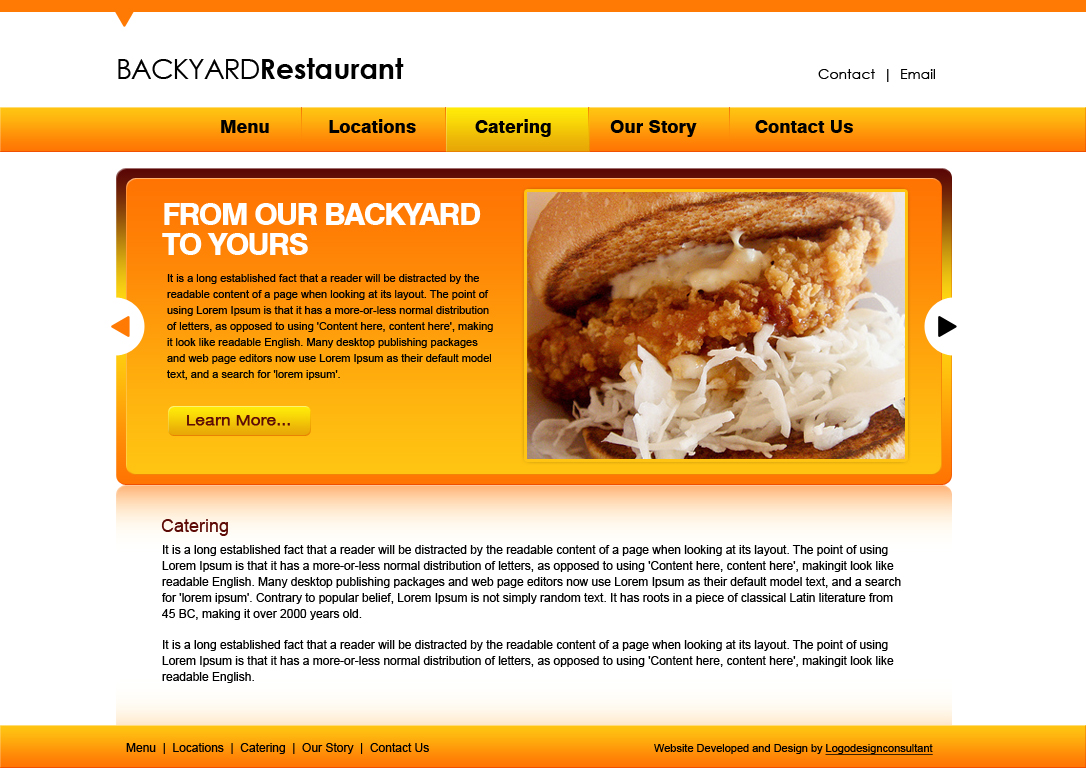 BACKYARDRestaurant
Contact | Email
Menu Locations Catering Our Story Contact Us
FROM OUR BACKYARD
TO YOURS
It is a long established fact that a reader will be distracted by the
readable content of a page when looking at its layout. The point of
using Lorem Ipsum is that it has a more-or-less normal distribution
of letters, as opposed to using 'Content here, content here', making
it look like readable English. Many desktop publishing packages
and web page editors now use Lorem Ipsum as their default model
text, and a search for 'lorem ipsum'.
Learn More...
Catering
It is a long established fact that a reader will be distracted by the readable content of a page when looking at its layout. The point of using
Lorem Ipsum is that it has a more-or-less normal distribution of letters, as opposed to using 'Content here, content here', makingit look like
readable English. Many desktop publishing packages and web page editors now use Lorem Ipsum as their default model text, and a search
for 'lorem ipsum'. Contrary to popular belief, Lorem Ipsum is not simply random text. It has roots in a piece of classical Latin literature from
45 BC, making it over 2000 years old.
It is a long established fact that a reader will be distracted by the readable content of a page when looking at its layout. The point of using
Lorem Ipsum is that it has a more-or-less normal distribution of letters, as opposed to using 'Content here, content here', makingit look like
readable English.
Menu | Locations | Catering | Our Story | Contact Us
Website Developed and Design by Logodesignconsultant